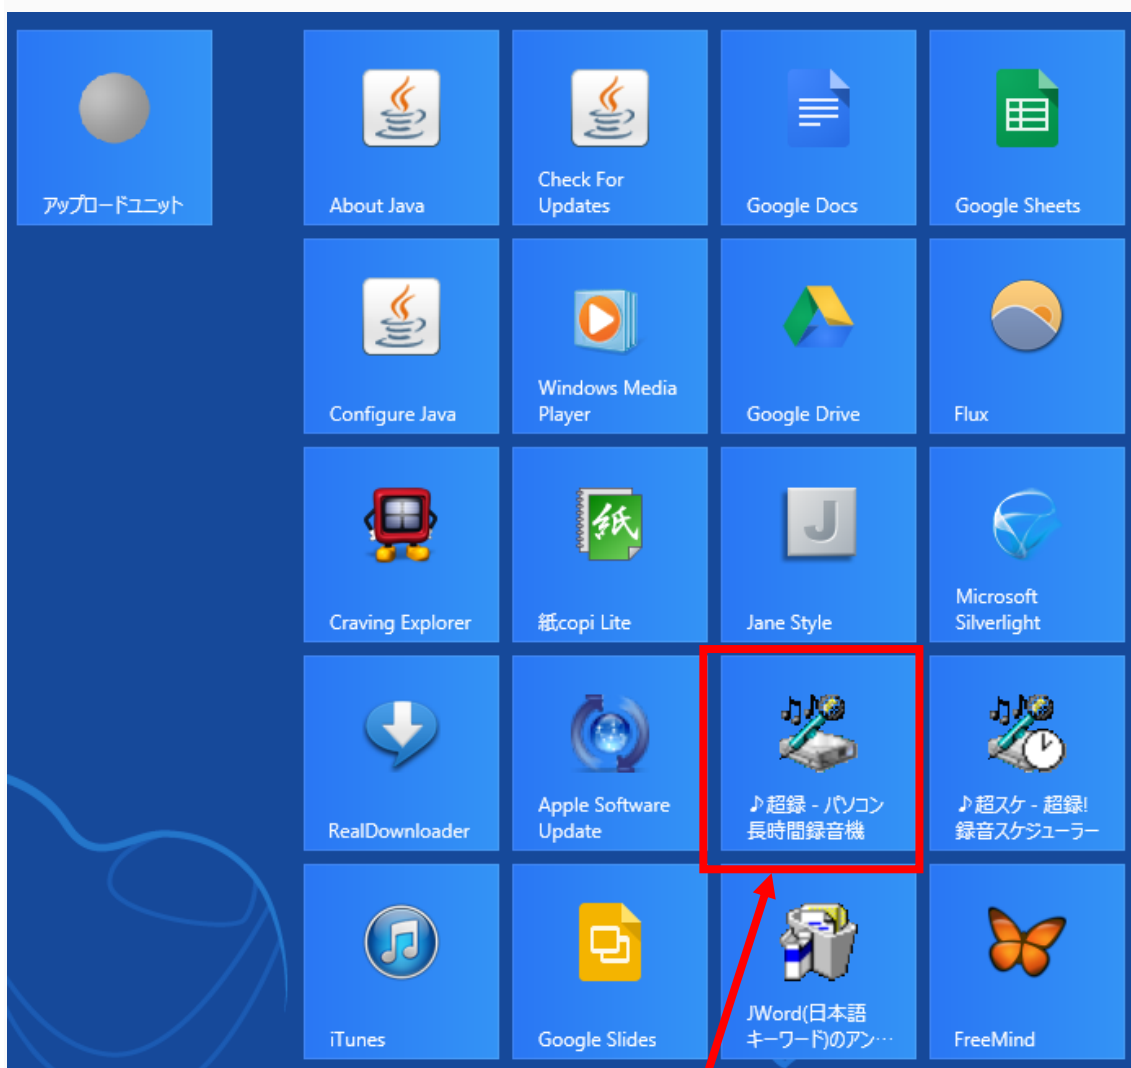 アップロードユニット
About Java
Check For
Updates
Google Docs
Google Sheets
Configure Java
Windows Media
Player
Google Drive
Flux
Craving Explorer
紙
紙copi Lite
J
Jane Style
Microsoft
Silverlight
RealDownloader
Apple Software
Update
♪超録 - パソコン
長時間録音機
♪超スケ - 超録!
録音スケジューラー
iTunes
Google Slides
JWord(日本語
キーワード)のアン…
FreeMind